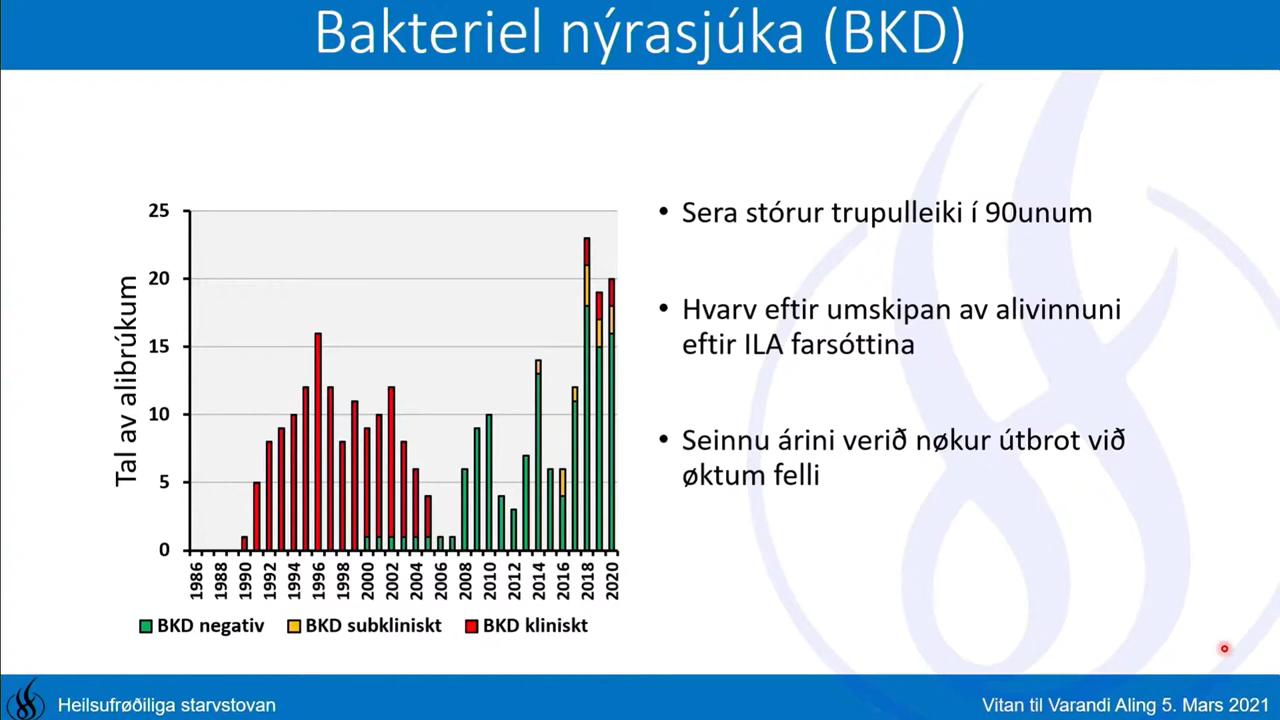 Bakteriel nýrasjúka (BKD)
Tal av alibrúkum
25
20
15
10
5
0
1986
1988
1990
1992
1994
1996
1998
2000
2002
2004
2006
2008
2010
2012
2014
2016
2018
2020
BKD negativ
BKD subkliniskt
BKD kliniskt
• Sera stórur trupulleiki í 90unum
• Hvarv eftir umskipan av alivinnuni
eftir ILA farsóttina
• Seinnu árini verið nøkur útbrot við
øktum felli
Heilsufrøðiliga starvstovan
Vitan til Varandi Aling 5. Mars 2021